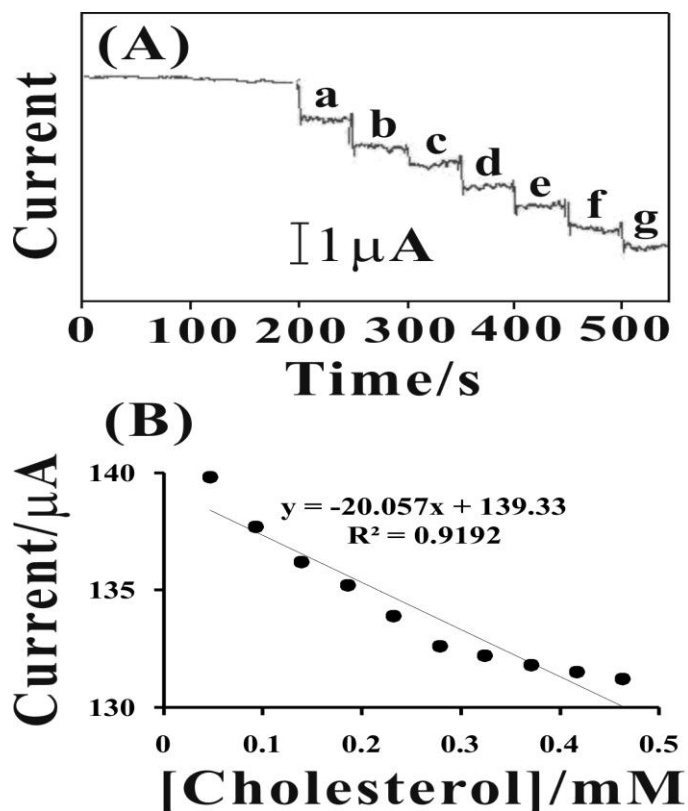 (A)
Current
a b c d e f g
1 μA
0 100 200 300 400 500
Time/s
(B)
Current/μA
140
135
130
y = -20.057x + 139.33
R² = 0.9192
0 0.1 0.2 0.3 0.4 0.5
[Cholesterol]/mM